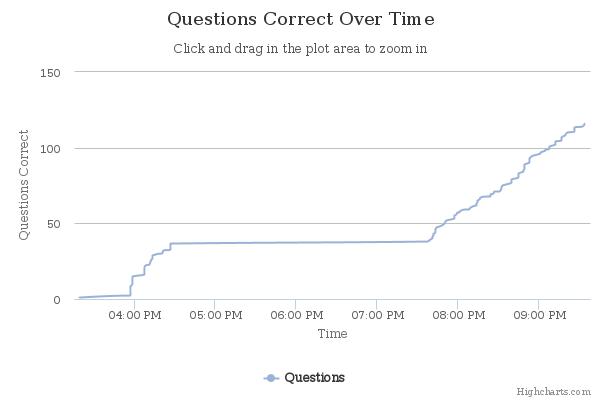 Questions Correct Over Time
Click and drag in the plot area to zoom in
Questions Correct
150
100
50
0
04:00 PM 05:00 PM 06:00 PM 07:00 PM 08:00 PM 09:00 PM
Time
Questions
Highcharts.com